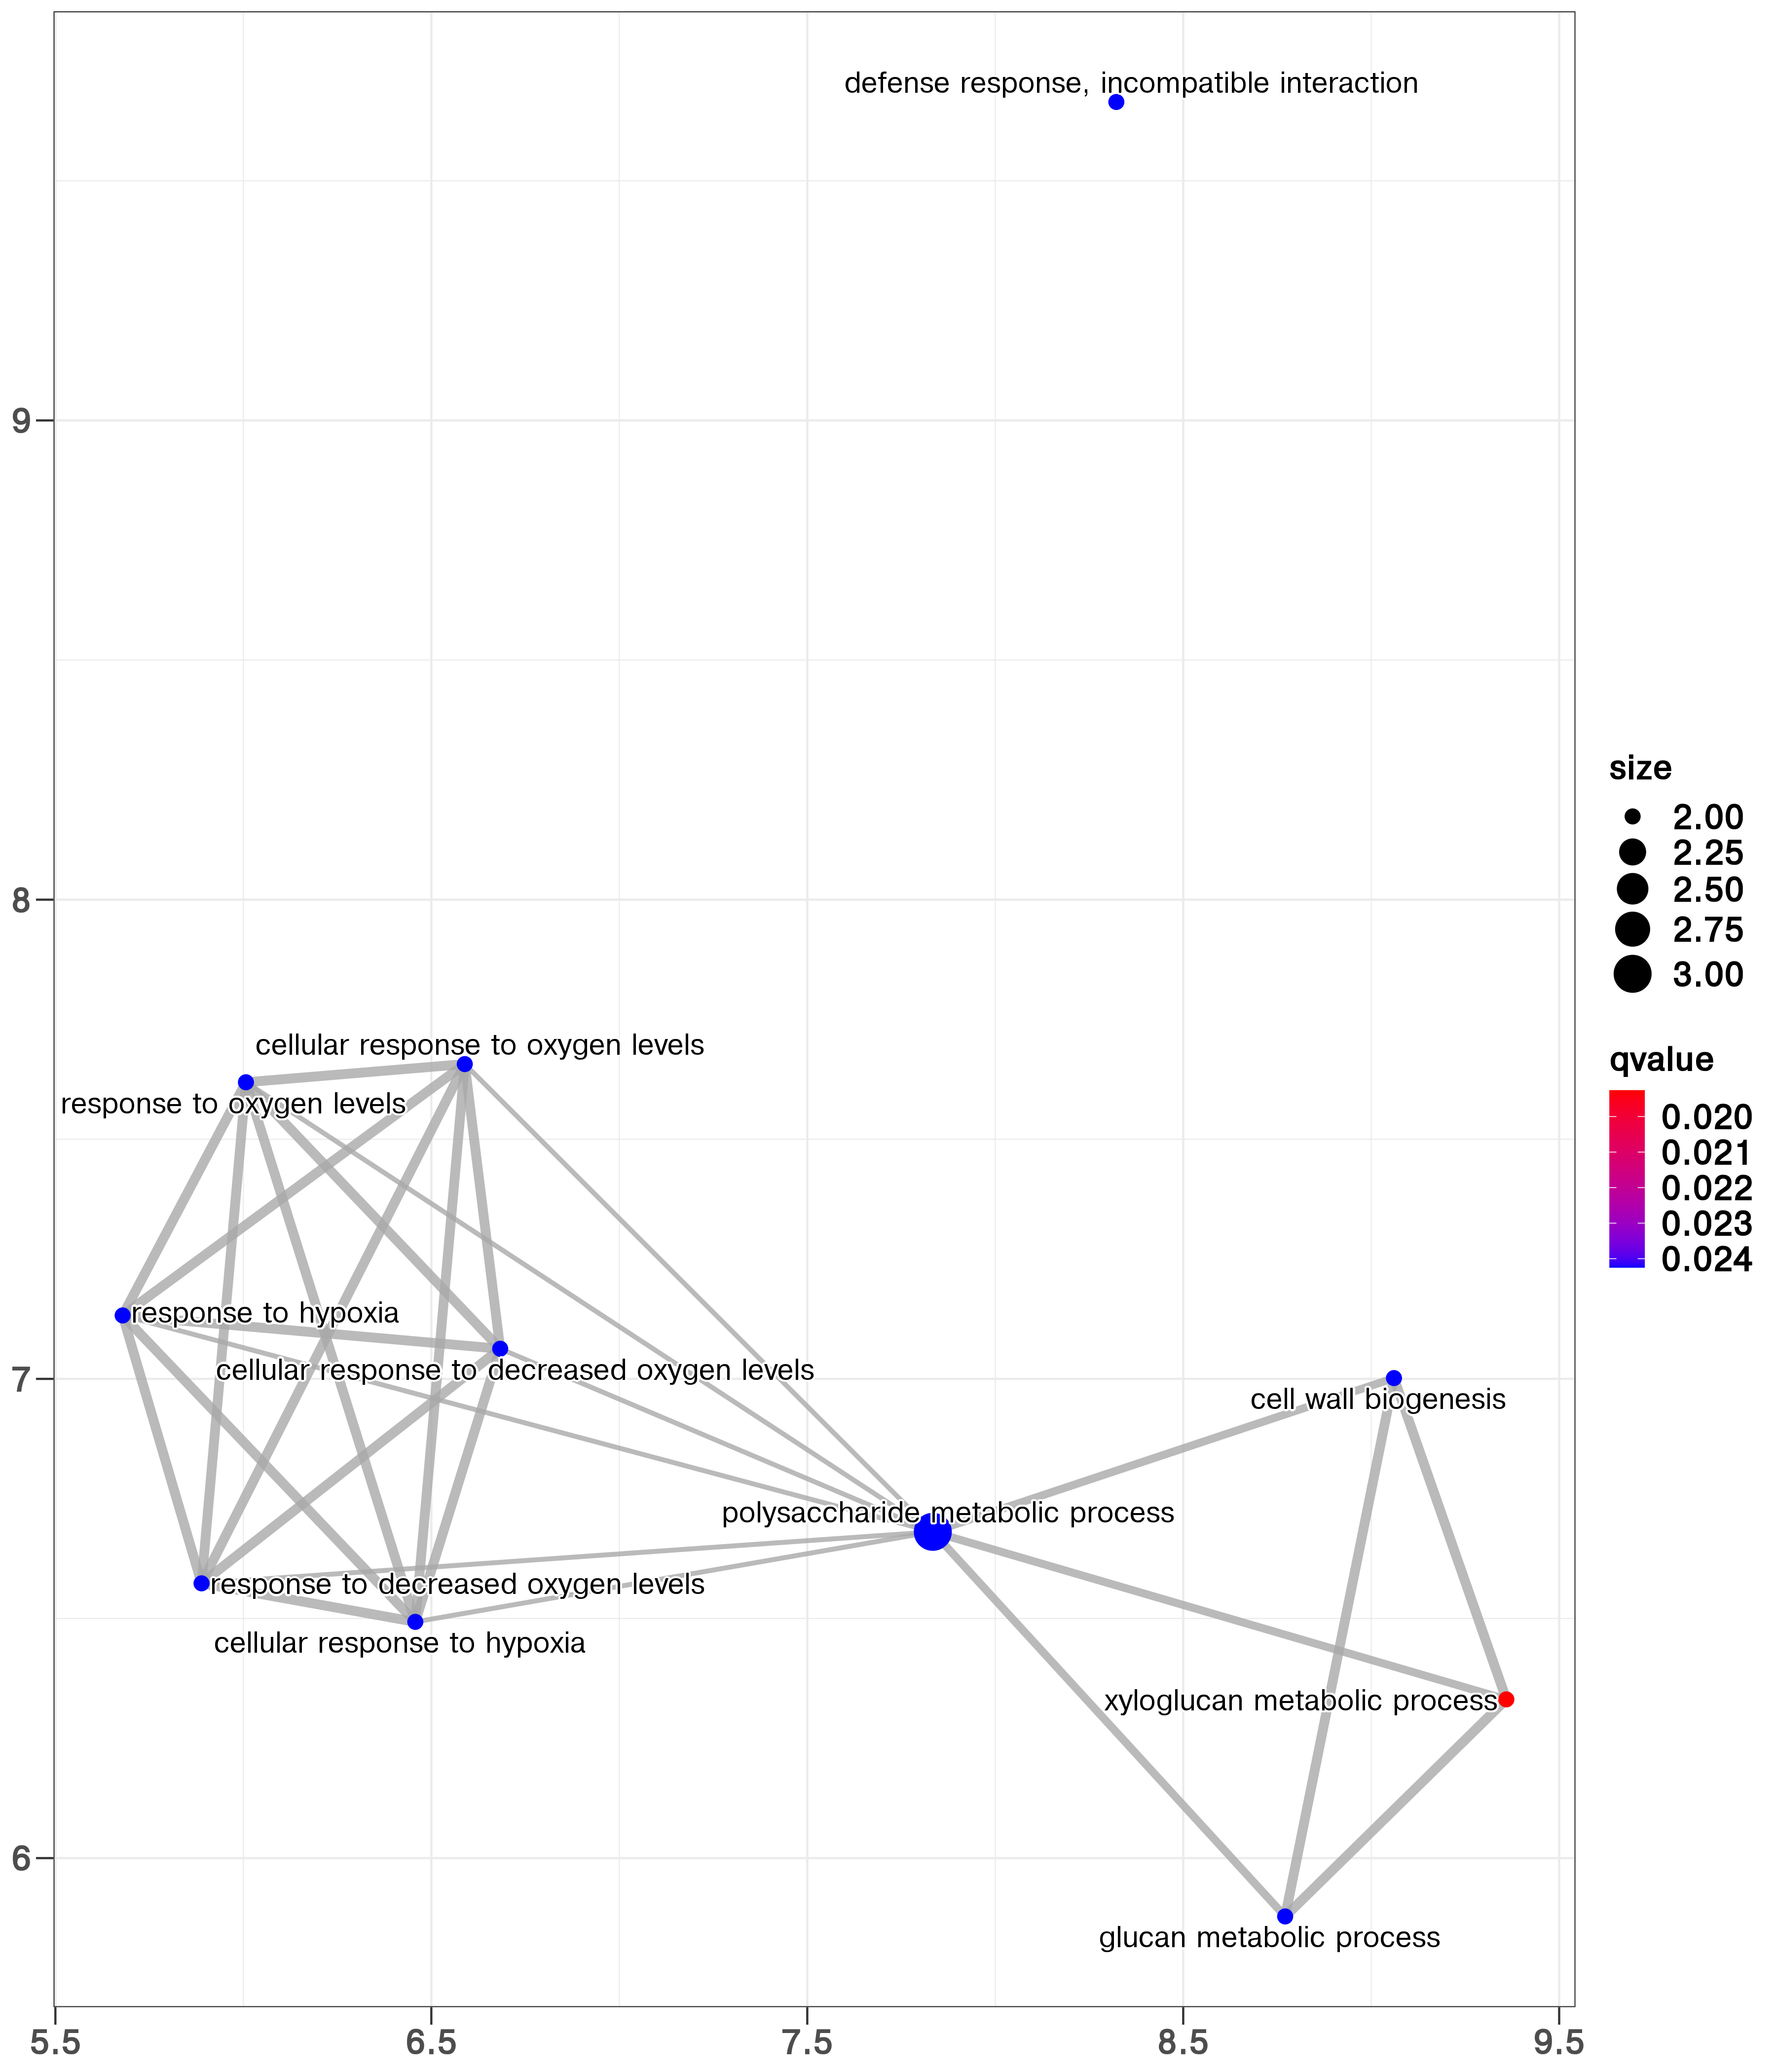 defense response, incompatible interaction
9
8
7
6
cellular response to oxygen levels
response to oxygen levels
response to hypoxia
cellular response to decreased oxygen levels
cell wall biogenesis
polysaccharide metabolic process
response to decreased oxygen levels
cellular response to hypoxia
xyloglucan metabolic process
glucan metabolic process
5.5
6.5
7.5
8.5
9.5
size
2.00
2.25
2.50
2.75
3.00
qvalue
0.020
0.021
0.022
0.023
0.024